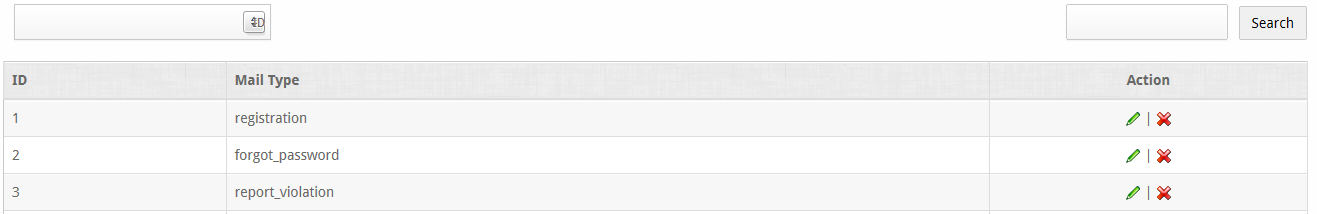 Search
ID Mail Type Action
1 registration |
2 forgot_password |
3 report_violation |